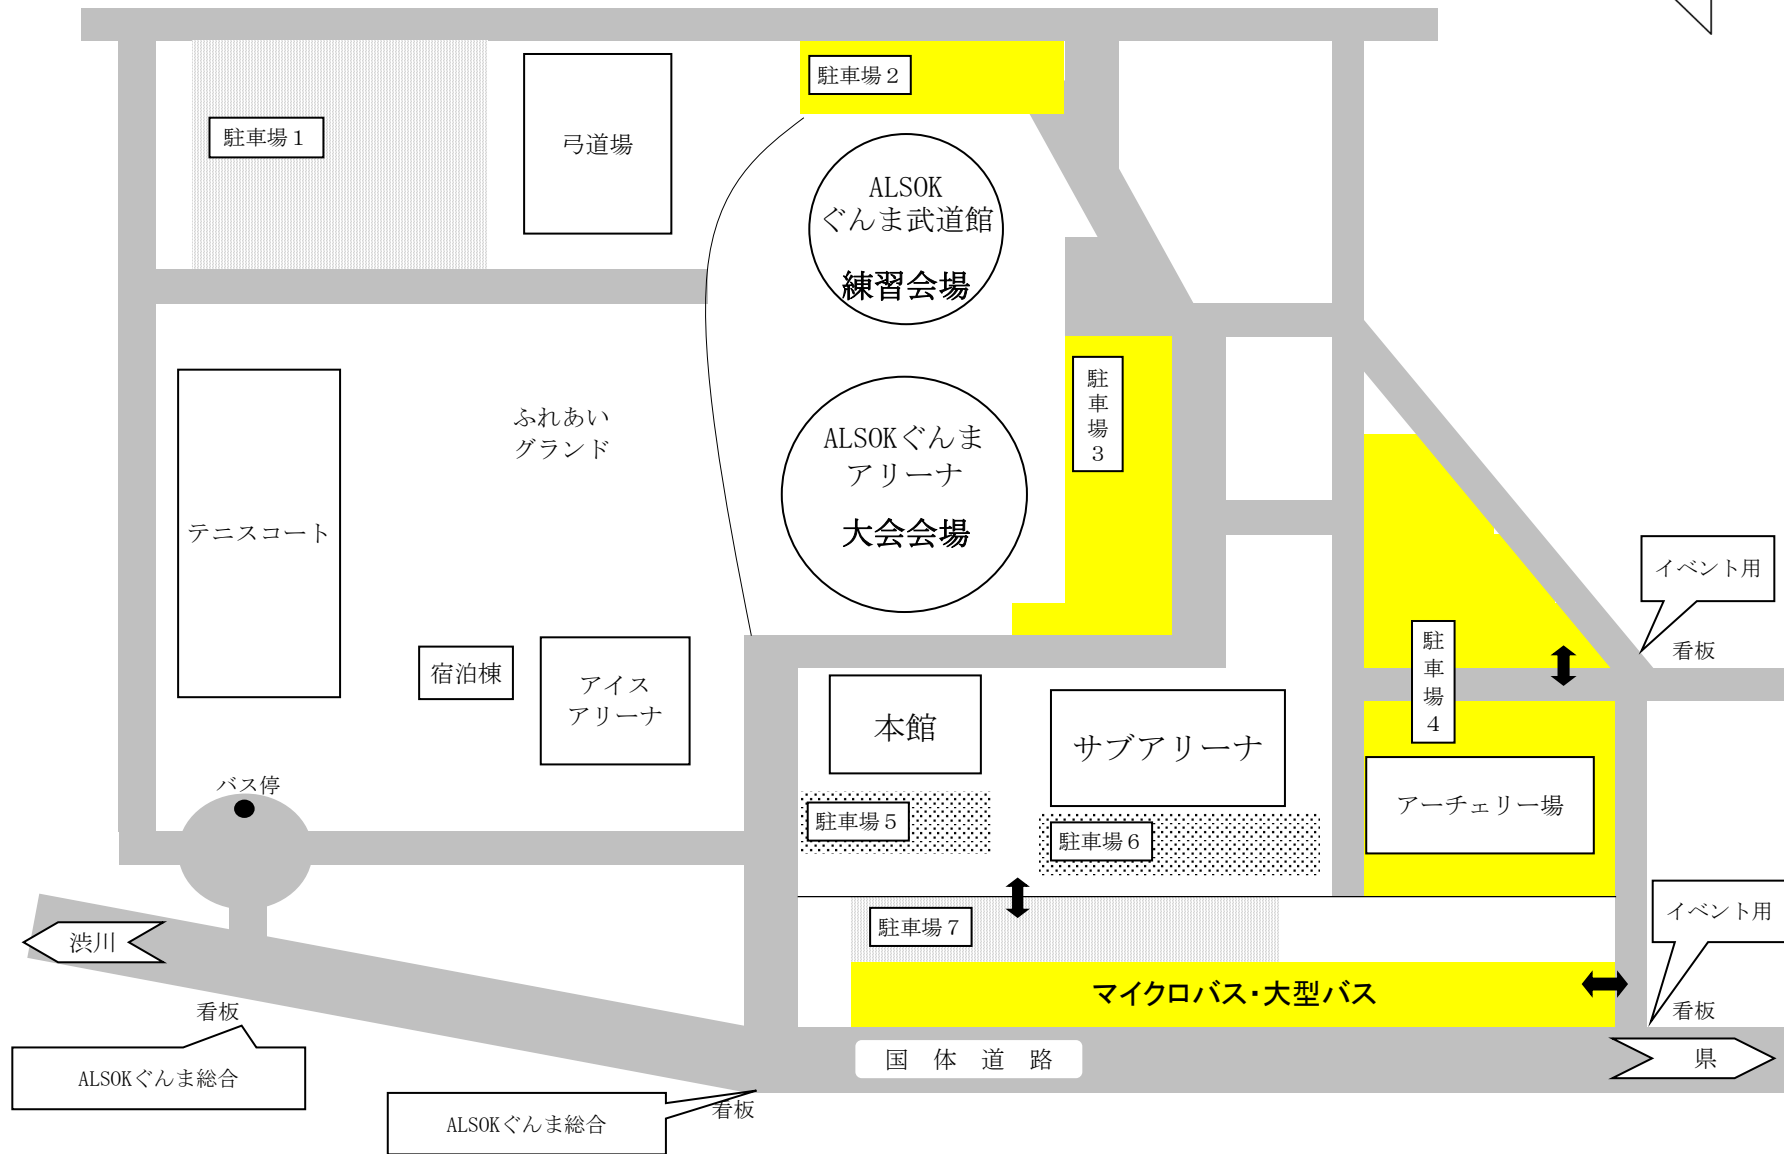 駐車場２
駐車場１
弓道場
ALSOK
ぐんま武道館
練習会場
駐車場３
ふれあい
グランド
ALSOKぐんま
アリーナ
大会会場
テニスコート
イベント用
看板
駐車場４
宿泊棟
アイス
アリーナ
本館
サブアリーナ
バス停
アーチェリー場
駐車場５
駐車場６
イベント用
看板
駐車場７
渋川
マイクロバス・大型バス
看板
ALSOKぐんま総合
国体道路
県
看板
ALSOKぐんま総合